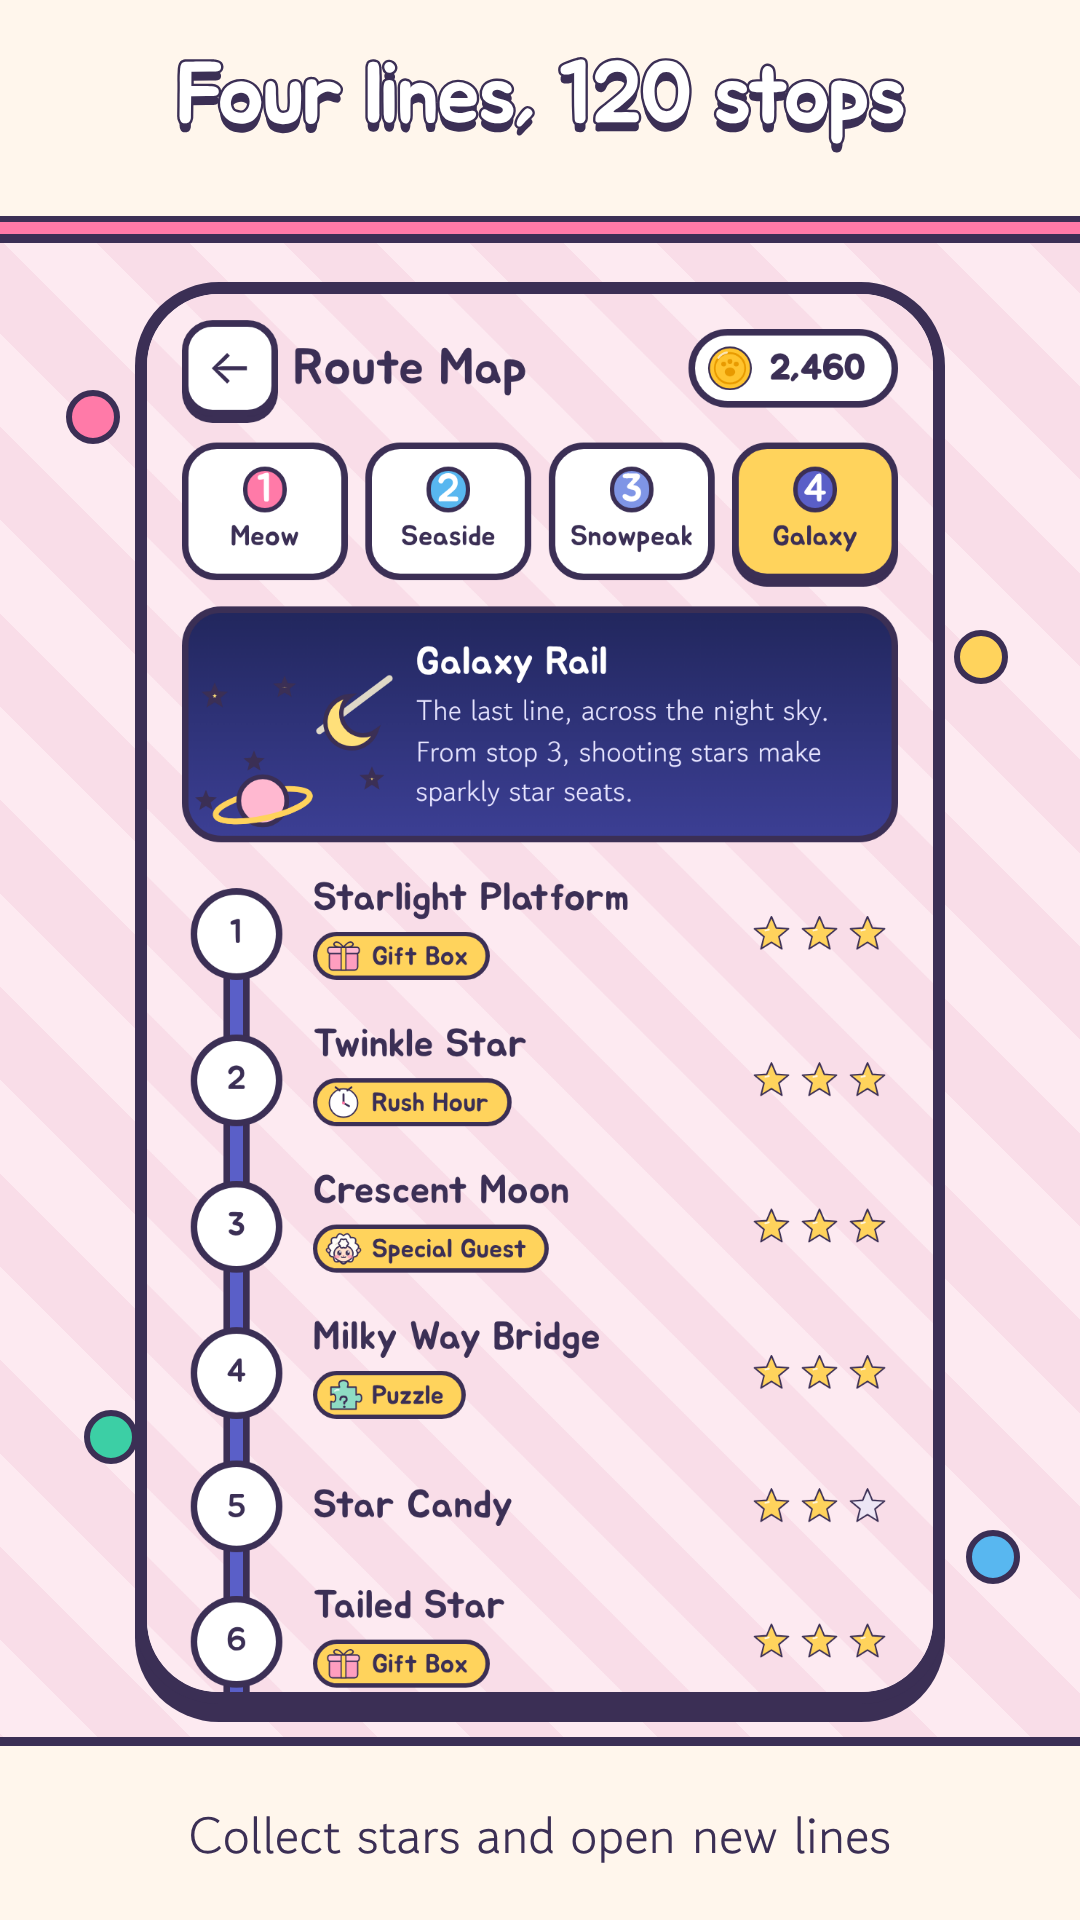 Four lines, 120 stops
Route Map
2,460
1
Meow
2
Seaside
3
Snowpeak
4
Galaxy
Galaxy Rail
The last line, across the night sky.
From stop 3, shooting stars make
sparkly star seats.
1
Starlight Platform
Gift Box
2
Twinkle Star
Rush Hour
3
Crescent Moon
Special Guest
4
Milky Way Bridge
?
Puzzle
5
Star Candy
6
Tailed Star
Gift Box
Collect stars and open new lines